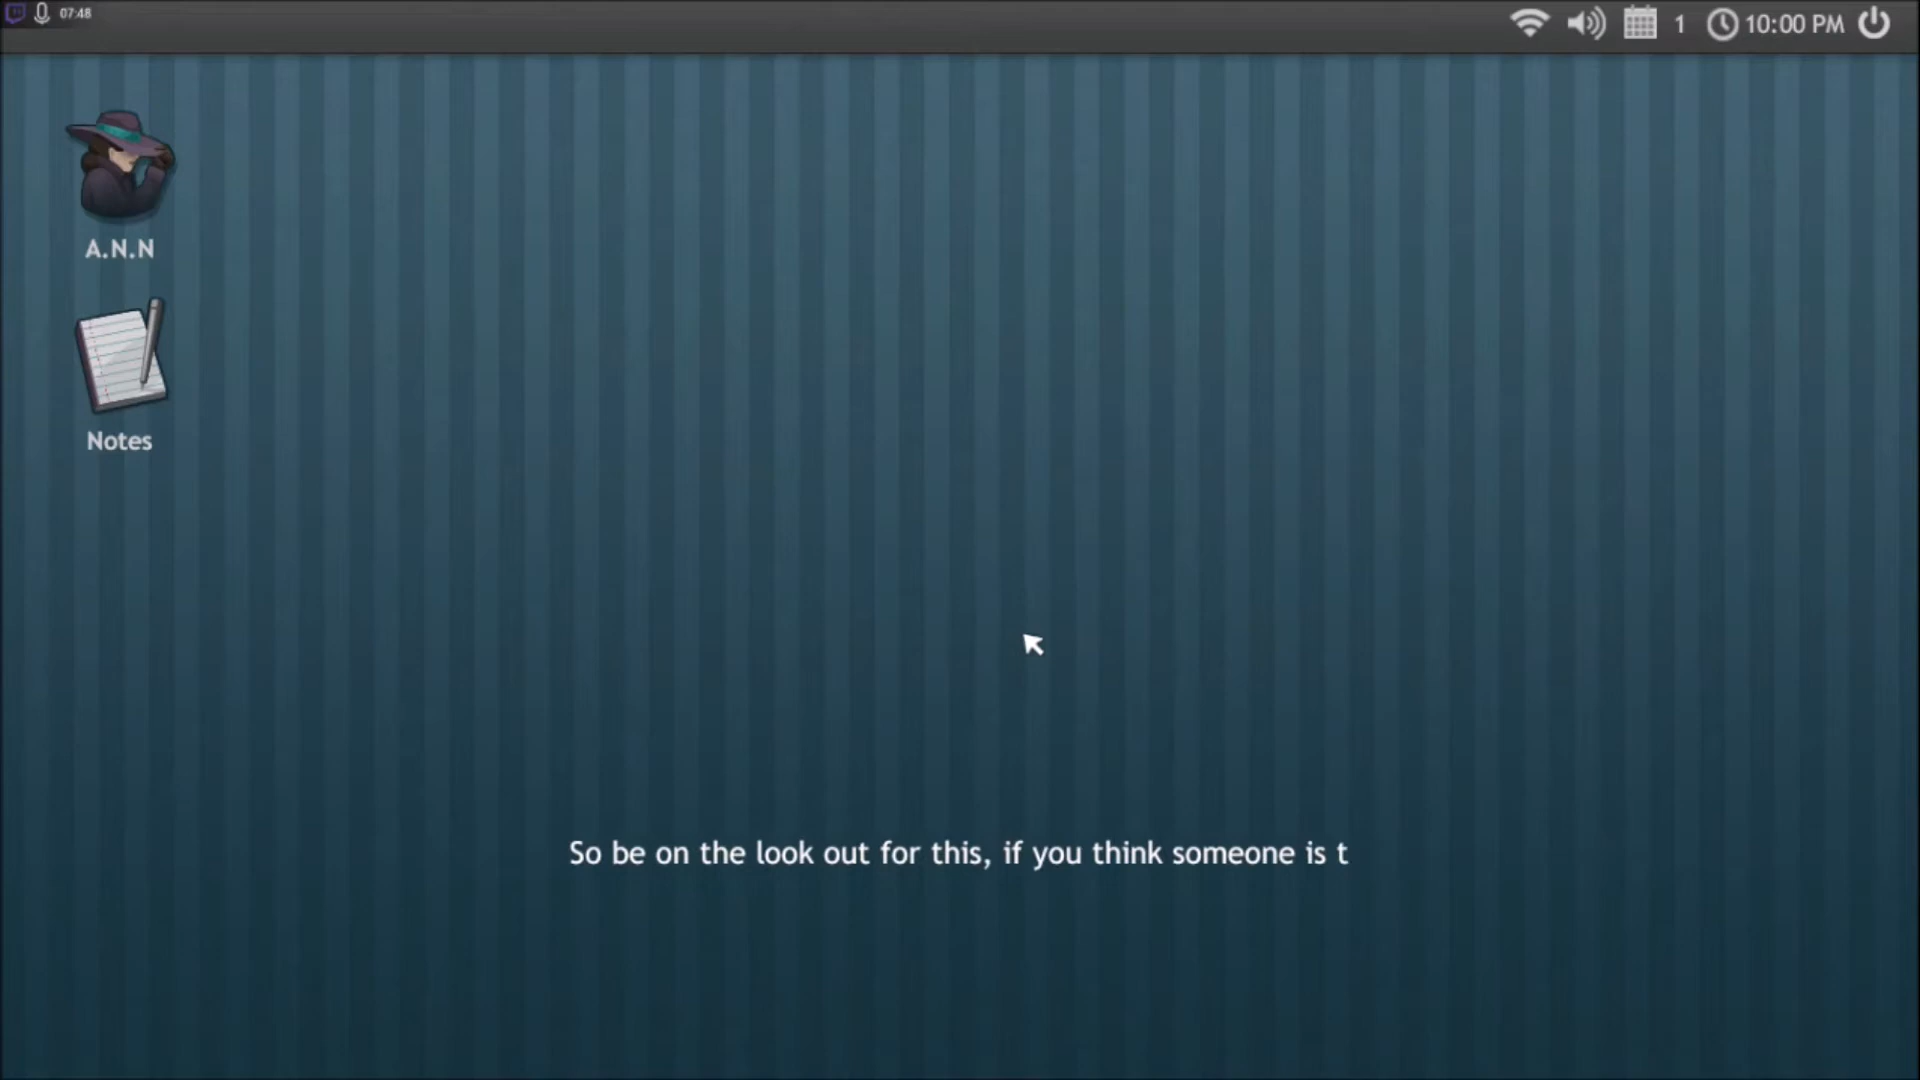 07:48
1 10:00 PM
A.N.N
Notes
So be on the look out for this, if you think someone is t